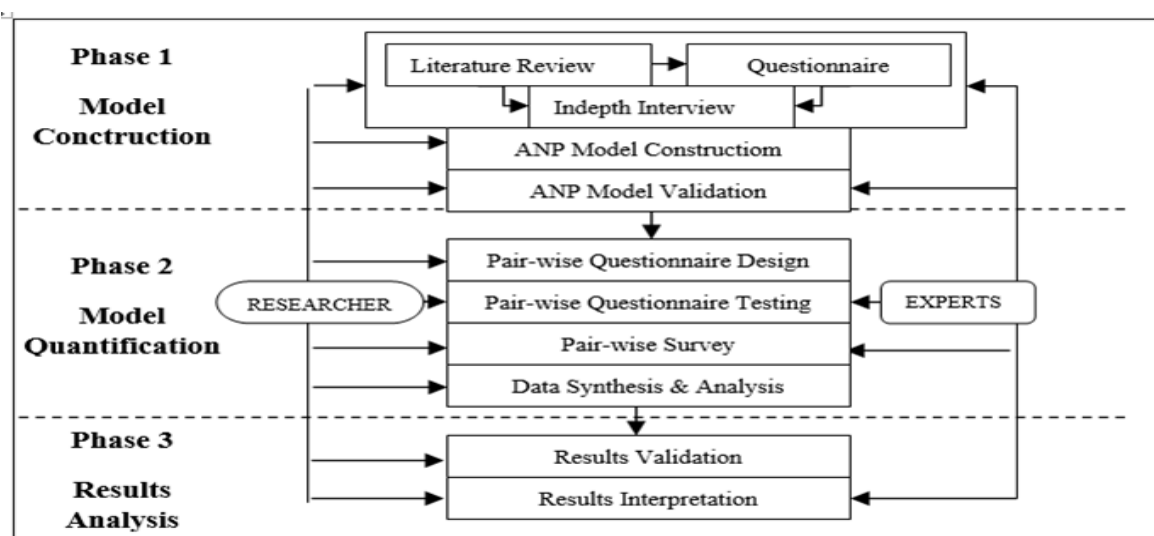 Phase 1
Model
Conctruction
Literature Review
Questionnaire
Indepth Interview
ANP Model Constructiom
ANP Model Validation
Phase 2
Model
Quantification
RESEARCHER
Pair-wise Questionnaire Design
Pair-wise Questionnaire Testing
Pair-wise Survey
Data Synthesis & Analysis
EXPERTS
Phase 3
Results
Analysis
Results Validation
Results Interpretation